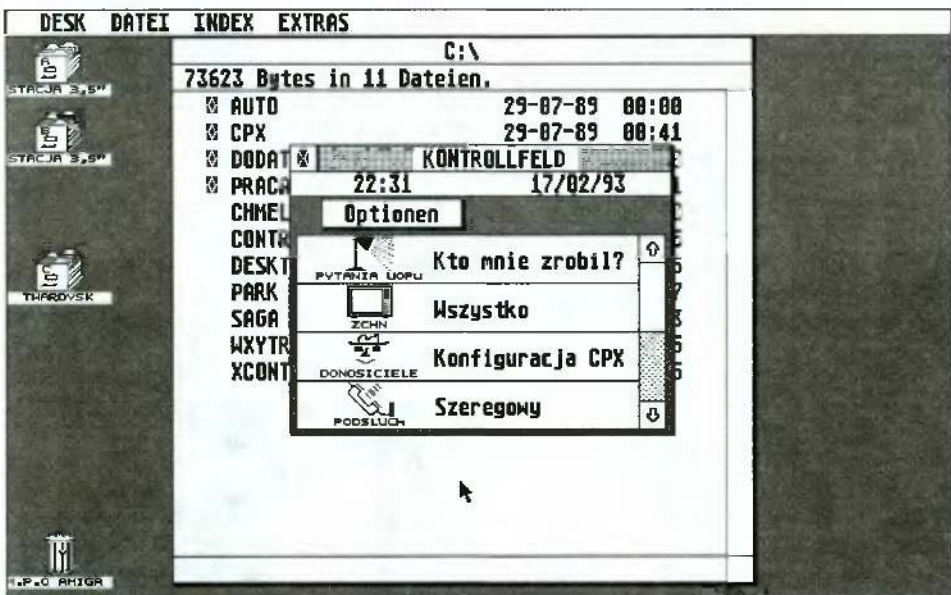 DESK DATEI INDEX EXTRAS
C:\
73623 Bytes in 11 Dateien.
AUTO 29-07-89 00:00
CPX 29-07-89 00:41
DODAT
PRACA
CHMEL
CONTR
DESKT
PARK
SAGA
WXYTR
XCONT
KONTROLLFELD
22:31 17/02/93
Optionen
PYTANIA UOPU Kto mnie zrobil?
ZCHN Wszystko
DONOSICIELE Konfiguracja CPX
PODSLUCH Szeregowy
A
STACJA 3,5"
B
STACJA 3,5"
C
TWARDYSK
.P.O AMIGA